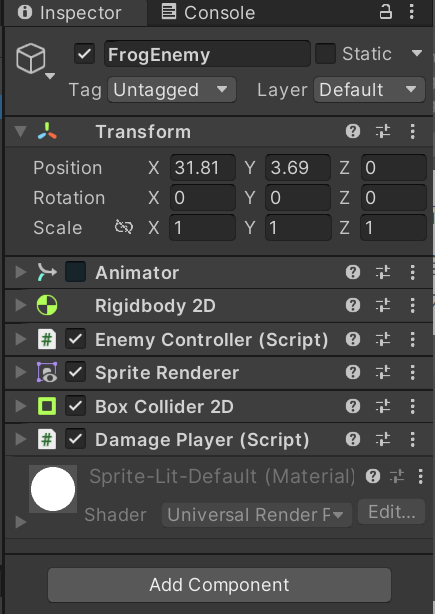 Inspector Console
FrogEnemy Static
Tag Untagged Layer Default
Transform
Position X 31.81 Y 3.69 Z 0
Rotation X 0 Y 0 Z 0
Scale X 1 Y 1 Z 1
Animator
Rigidbody 2D
# Enemy Controller (Script)
Sprite Renderer
Box Collider 2D
# Damage Player (Script)
Sprite-Lit-Default (Material)
Shader Universal Render F Edit...
Add Component